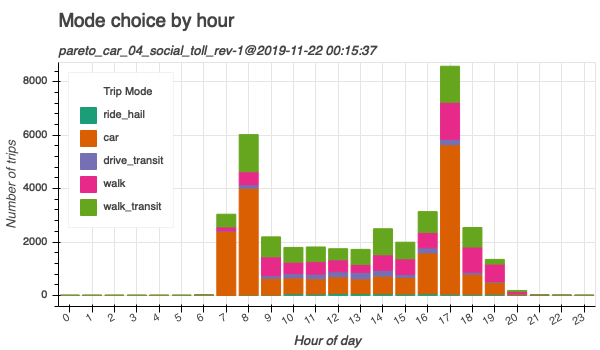 Mode choice by hour
pareto_car_04_social_toll_rev-1@2019-11-22 00:15:37
Number of trips
8000
6000
4000
2000
0
Trip Mode
ride_hail
car
drive_transit
walk
walk_transit
0 1 2 3 4 5 6 7 8 9 10 11 12 13 14 15 16 17 18 19 20 21 22 23
Hour of day